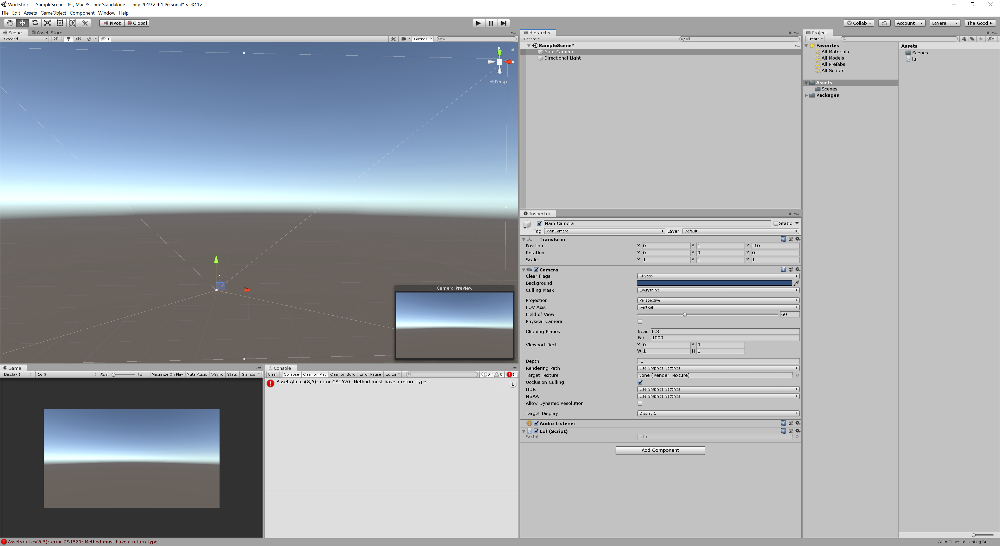 Workshops - SampleScene - PC, Mac & Linux Standalone - Unity 2019.2.9f1 Personal* <DX11>
File Edit Assets GameObject Component Window Help
Pivot Global
Collab Account Layers The Good (
Scene Asset Store
Shaded 2D 0 Gizmos All
y
x
Persp
Camera Preview
Hierarchy
Create All
SampleScene*
Main Camera
Directional Light
Project
Create 9
Favorites
All Materials
All Models
All Prefabs
All Scripts
Assets
Scenes
Packages
Assets
Scenes
lul
Inspector
Main Camera Static
Tag MainCamera Layer Default
Transform
Position X 0 Y 1 Z -10
Rotation X 0 Y 0 Z 0
Scale X 1 Y 1 Z 1
Camera
Clear Flags Skybox
Background
Culling Mask Everything
Projection Perspective
FOV Axis Vertical
Field of View 60
Physical Camera
Clipping Planes Near 0.3
Far 1000
Viewport Rect X 0 Y 0
W 1 H 1
Depth -1
Rendering Path Use Graphics Settings
Target Texture None (Render Texture)
Occlusion Culling
HDR Use Graphics Settings
MSAA Use Graphics Settings
Allow Dynamic Resolution
Target Display Display 1
Audio Listener
Lul (Script)
Script lul
Add Component
Game
Display 1 16:9 Scale 1x Maximize On Play Mute Audio VSync Stats Gizmos
Console
Clear Collapse Clear on Play Clear on Build Error Pause Editor 0 0 1
Assets\lul.cs(8,5): error CS1520: Method must have a return type 1
Assets\lul.cs(8,5): error CS1520: Method must have a return type
Auto Generate Lighting On